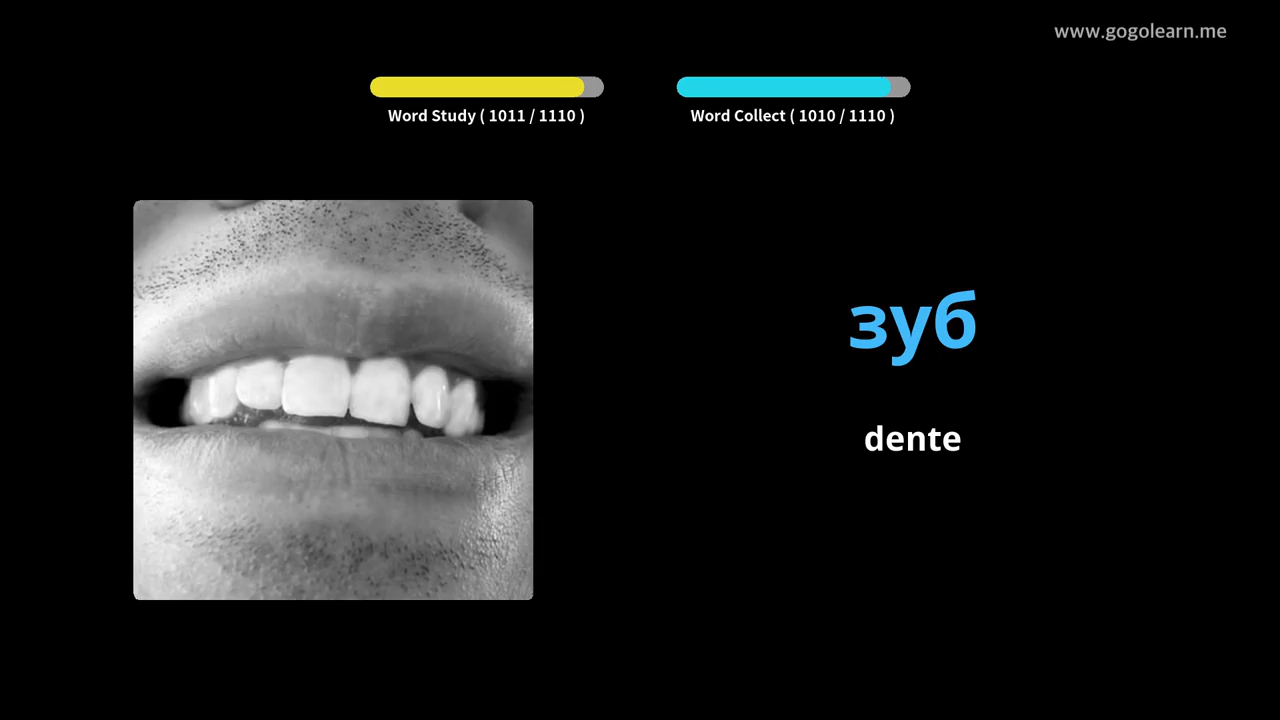 www.gogolearn.me
Word Study ( 1011 / 1110 )
Word Collect ( 1010 / 1110 )
зуб
dente